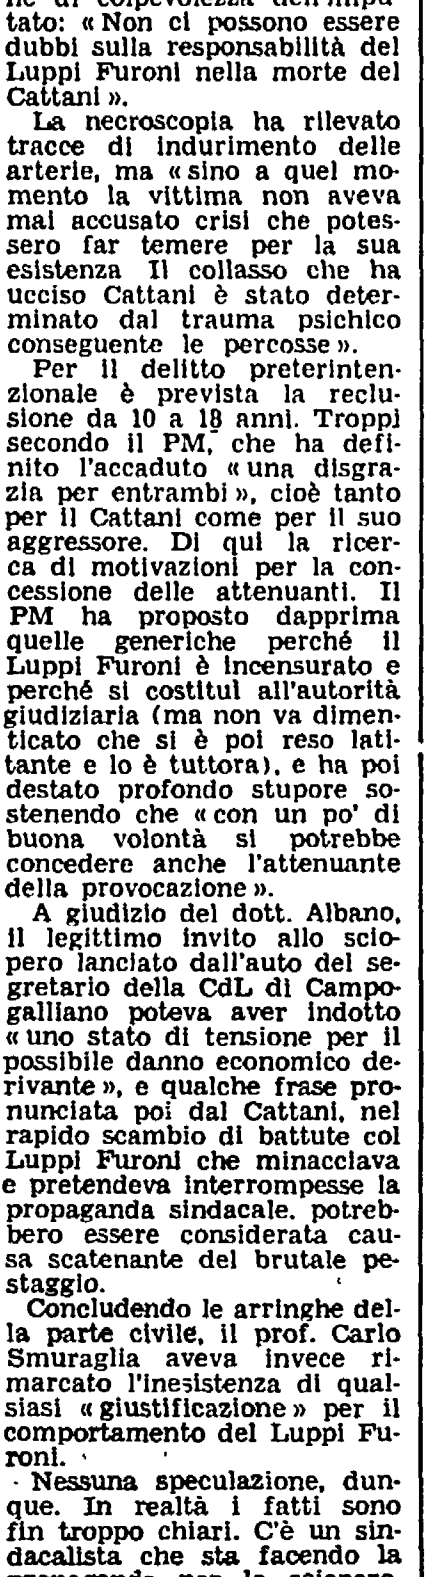 ne di colpevolezza dell'impu-
tato: « Non ci possono essere
dubbi sulla responsabilità del
Luppi Furoni nella morte del
Cattani ».
La necroscopia ha rilevato
tracce di indurimento delle
arterie, ma « sino a quel mo-
mento la vittima non aveva
mai accusato crisi che potes-
sero far temere per la sua
esistenza Il collasso che ha
ucciso Cattani è stato deter-
minato dal trauma psichico
conseguente le percosse ».
Per il delitto preterinten-
zionale è prevista la reclu-
sione da 10 a 18 anni. Troppi
secondo il PM, che ha defi-
nito l'accaduto « una disgra-
zia per entrambi », cioè tanto
per il Cattani come per il suo
aggressore. Di qui la ricer-
ca di motivazioni per la con-
cessione delle attenuanti. Il
PM ha proposto dapprima
quelle generiche perché il
Luppi Furoni è incensurato e
perché si costituì all'autorità
giudiziaria (ma non va dimen-
ticato che si è poi reso lati-
tante e lo è tuttora), e ha poi
destato profondo stupore so-
stenendo che « con un po' di
buona volontà si potrebbe
concedere anche l'attenuante
della provocazione ».
A giudizio del dott. Albano,
il legittimo invito allo scio-
pero lanciato dall'auto del se-
gretario della CdL di Campo-
galliano poteva aver indotto
« uno stato di tensione per il
possibile danno economico de-
rivante », e qualche frase pro-
nunciata poi dal Cattani, nel
rapido scambio di battute col
Luppi Furoni che minacciava
e pretendeva interrompesse la
propaganda sindacale, potreb-
bero essere considerata cau-
sa scatenante del brutale pe-
staggio.
Concludendo le arringhe del-
la parte civile, il prof. Carlo
Smuraglia aveva invece ri-
marcato l'inesistenza di qual-
siasi « giustificazione » per il
comportamento del Luppi Fu-
roni.
Nessuna speculazione, dun-
que. In realtà i fatti sono
fin troppo chiari. C'è un sin-
dacalista che sta facendo la